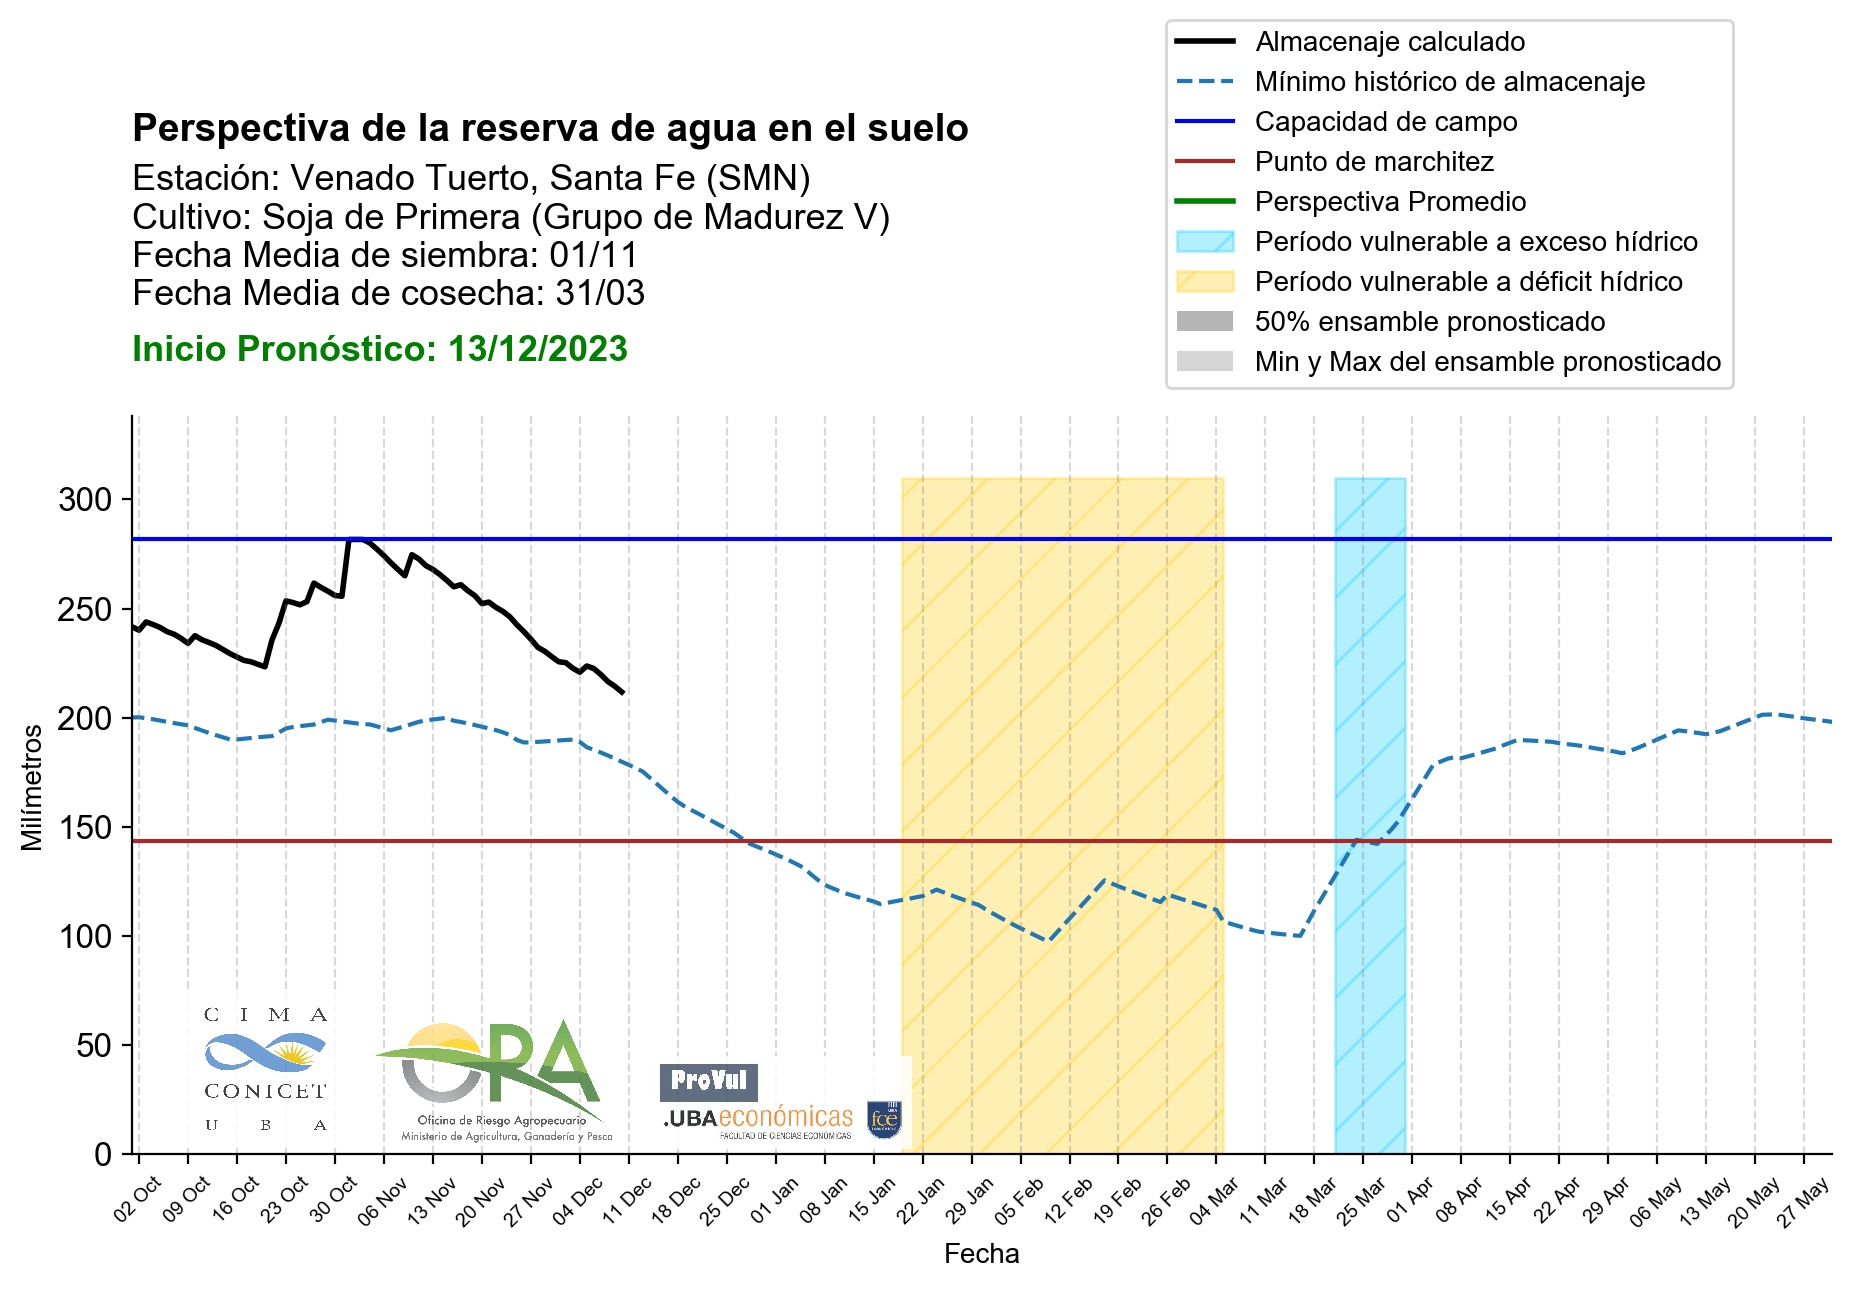 Almacenaje calculado
Mínimo histórico de almacenaje
Capacidad de campo
Punto de marchitez
Perspectiva Promedio
Período vulnerable a exceso hídrico
Período vulnerable a déficit hídrico
50% ensamble pronosticado
Min y Max del ensamble pronosticado
Perspectiva de la reserva de agua en el suelo
Estación: Venado Tuerto, Santa Fe (SMN)
Cultivo: Soja de Primera (Grupo de Madurez V)
Fecha Media de siembra: 01/11
Fecha Media de cosecha: 31/03
Inicio Pronóstico: 13/12/2023
Milímetros
300
250
200
150
100
50
0
CIMA
CONICET
UBA
ORA
Oficina de Riesgo Agropecuario
Ministerio de Agricultura, Ganadería y Pesca
ProVul
.UBAeconómicas
FACULTAD DE CIENCIAS ECONÓMICAS
UBA
fce
02 Oct
09 Oct
16 Oct
23 Oct
30 Oct
06 Nov
13 Nov
20 Nov
27 Nov
04 Dec
11 Dec
18 Dec
25 Dec
01 Jan
08 Jan
15 Jan
22 Jan
29 Jan
05 Feb
12 Feb
19 Feb
26 Feb
04 Mar
11 Mar
18 Mar
25 Mar
01 Apr
08 Apr
15 Apr
22 Apr
29 Apr
06 May
13 May
20 May
27 May
Fecha